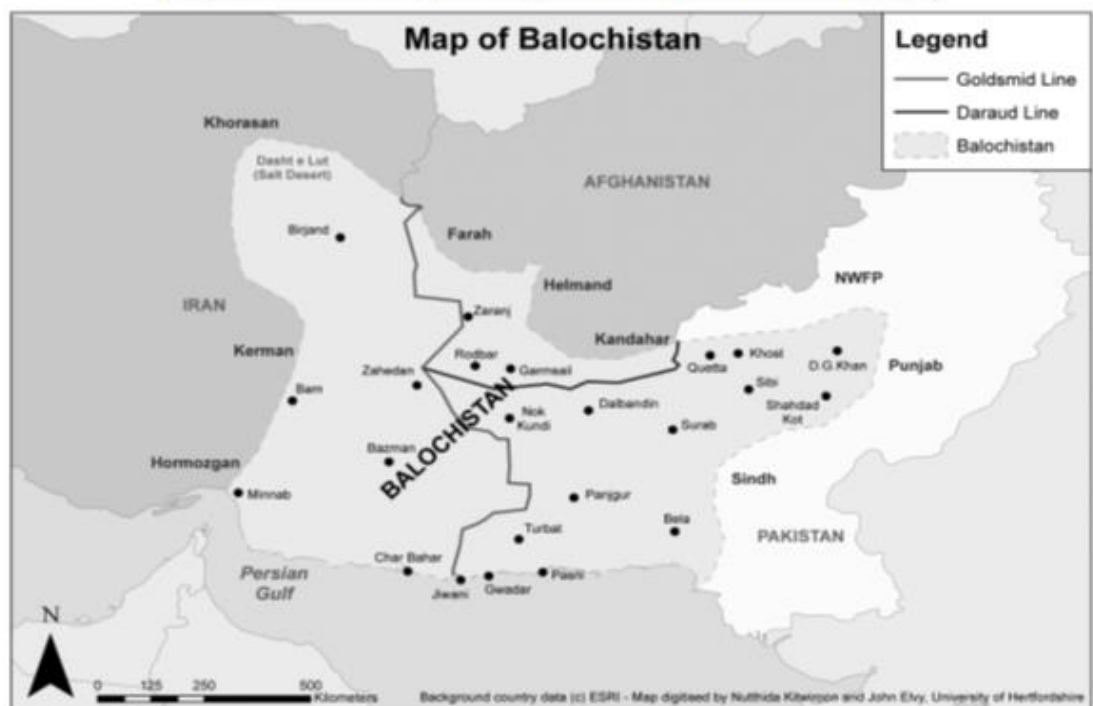 Map of Balochistan
Legend
Goldsmid Line
Daraud Line
Balochistan
Khorasan
Dasht e Lut
(Salt Desert)
AFGHANISTAN
Birjand
Farah
Helmand
NWFP
IRAN
Zaranj
Kandahar
Kerman
Rodbar
Quetta
Khost
D.G.Khan
Punjab
Zahedan
Garmsail
Sibi
Bam
Shahdad
Kot
Nok
Kundi
Dalbandin
Surab
BALOCHISTAN
Bazman
Hormozgan
Minnab
Panjgur
Sindh
Turbat
Bela
PAKISTAN
Char Bahar
Persian
Gulf
Jiwani
Gwadar
Pasni
N
0 125 250 500
Kilometers
Background country data (c) ESRI - Map digitised by Nutthida and John Elvy, University of Hertfordshire